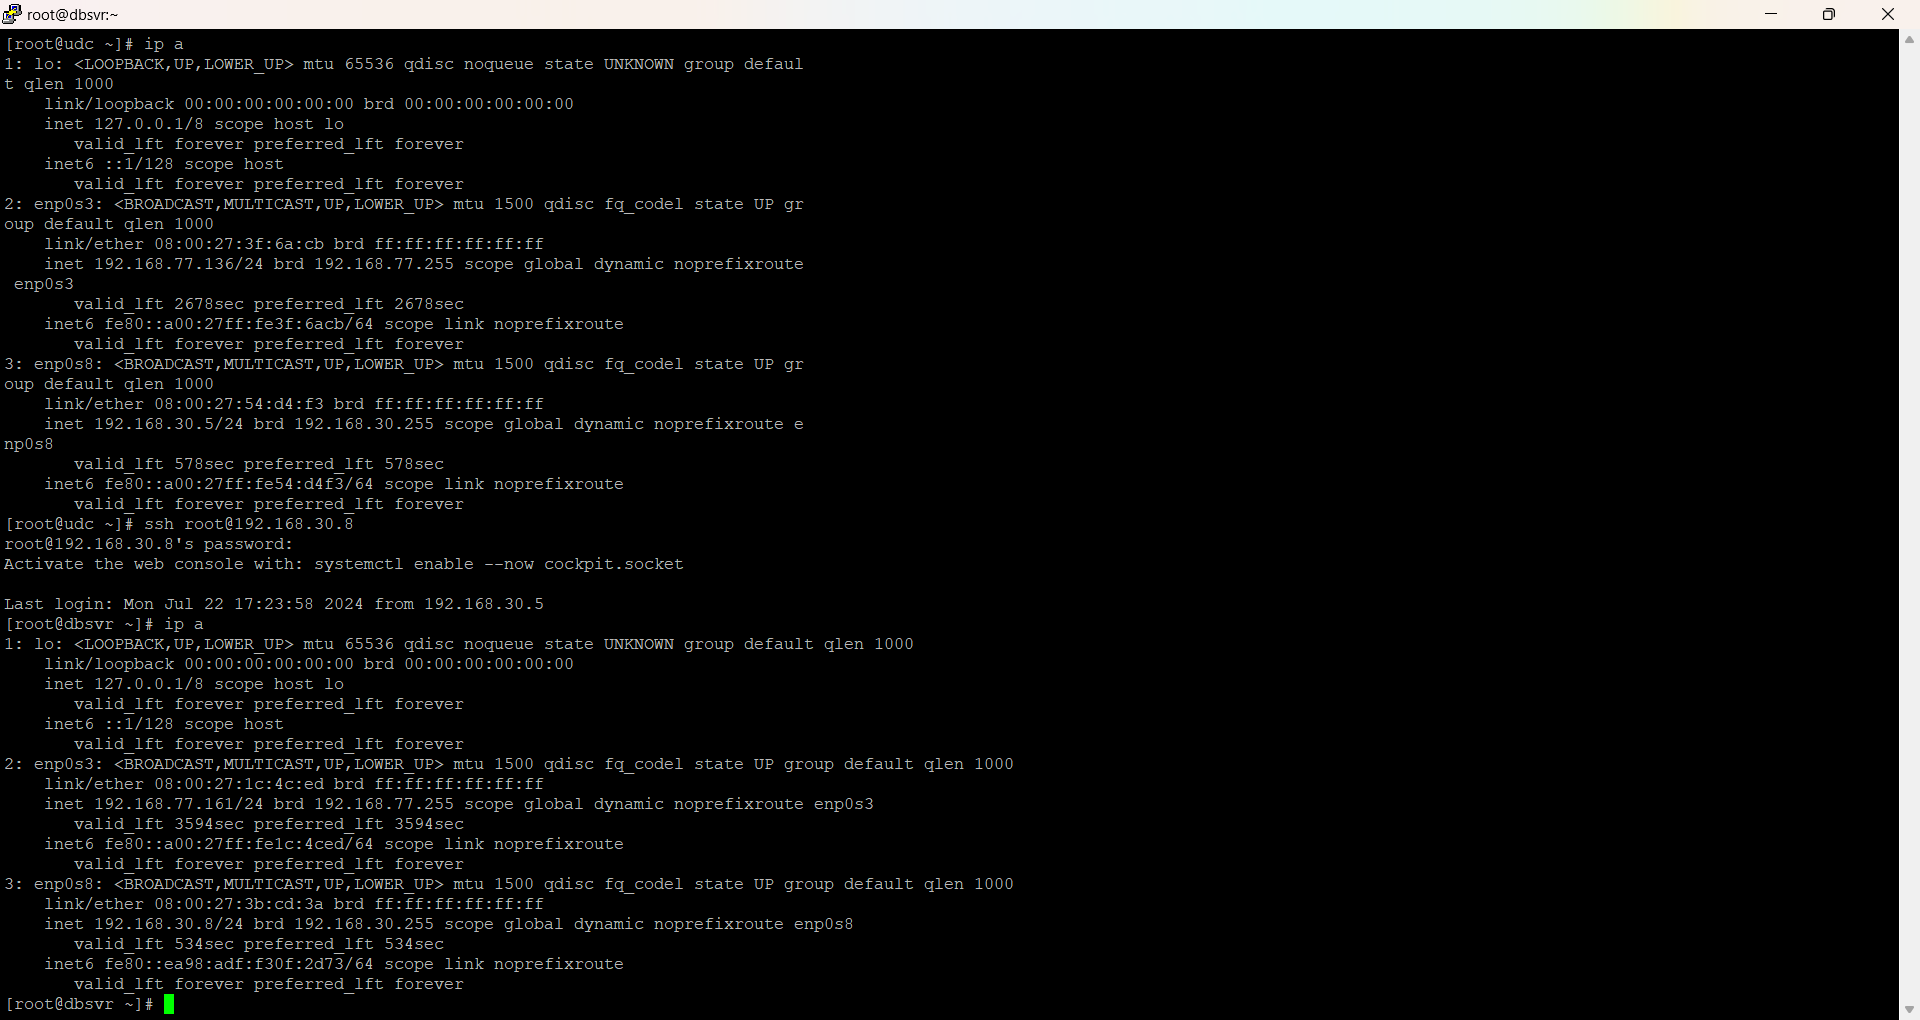 root@dbsvr:~
[root@udc ~]# ip a
1: lo: <LOOPBACK,UP,LOWER_UP> mtu 65536 qdisc noqueue state UNKNOWN group defaul
t qlen 1000
    link/loopback 00:00:00:00:00:00 brd 00:00:00:00:00:00
    inet 127.0.0.1/8 scope host lo
       valid_lft forever preferred_lft forever
    inet6 ::1/128 scope host
       valid_lft forever preferred_lft forever
2: enp0s3: <BROADCAST,MULTICAST,UP,LOWER_UP> mtu 1500 qdisc fq_codel state UP gr
oup default qlen 1000
    link/ether 08:00:27:3f:6a:cb brd ff:ff:ff:ff:ff:ff
    inet 192.168.77.136/24 brd 192.168.77.255 scope global dynamic noprefixroute
 enp0s3
       valid_lft 2678sec preferred_lft 2678sec
    inet6 fe80::a00:27ff:fe3f:6acb/64 scope link noprefixroute
       valid_lft forever preferred_lft forever
3: enp0s8: <BROADCAST,MULTICAST,UP,LOWER_UP> mtu 1500 qdisc fq_codel state UP gr
oup default qlen 1000
    link/ether 08:00:27:54:d4:f3 brd ff:ff:ff:ff:ff:ff
    inet 192.168.30.5/24 brd 192.168.30.255 scope global dynamic noprefixroute e
np0s8
       valid_lft 578sec preferred_lft 578sec
    inet6 fe80::a00:27ff:fe54:d4f3/64 scope link noprefixroute
       valid_lft forever preferred_lft forever
[root@udc ~]# ssh root@192.168.30.8
root@192.168.30.8's password:
Activate the web console with: systemctl enable --now cockpit.socket

Last login: Mon Jul 22 17:23:58 2024 from 192.168.30.5
[root@dbsvr ~]# ip a
1: lo: <LOOPBACK,UP,LOWER_UP> mtu 65536 qdisc noqueue state UNKNOWN group default qlen 1000
    link/loopback 00:00:00:00:00:00 brd 00:00:00:00:00:00
    inet 127.0.0.1/8 scope host lo
       valid_lft forever preferred_lft forever
    inet6 ::1/128 scope host
       valid_lft forever preferred_lft forever
2: enp0s3: <BROADCAST,MULTICAST,UP,LOWER_UP> mtu 1500 qdisc fq_codel state UP group default qlen 1000
    link/ether 08:00:27:1c:4c:ed brd ff:ff:ff:ff:ff:ff
    inet 192.168.77.161/24 brd 192.168.77.255 scope global dynamic noprefixroute enp0s3
       valid_lft 3594sec preferred_lft 3594sec
    inet6 fe80::a00:27ff:fe1c:4ced/64 scope link noprefixroute
       valid_lft forever preferred_lft forever
3: enp0s8: <BROADCAST,MULTICAST,UP,LOWER_UP> mtu 1500 qdisc fq_codel state UP group default qlen 1000
    link/ether 08:00:27:3b:cd:3a brd ff:ff:ff:ff:ff:ff
    inet 192.168.30.8/24 brd 192.168.30.255 scope global dynamic noprefixroute enp0s8
       valid_lft 534sec preferred_lft 534sec
    inet6 fe80::ea98:adf:f30f:2d73/64 scope link noprefixroute
       valid_lft forever preferred_lft forever
[root@dbsvr ~]#